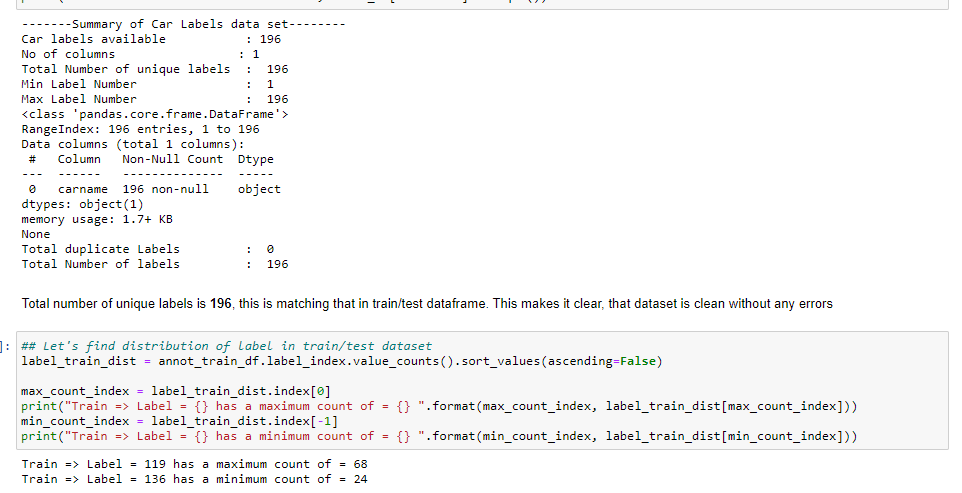 -------Summary of Car Labels data set--------
Car labels available           : 196
No of columns                 : 1
Total Number of unique labels  :  196
Min Label Number               :  1
Max Label Number               :  196
<class 'pandas.core.frame.DataFrame'>
RangeIndex: 196 entries, 1 to 196
Data columns (total 1 columns):
 #   Column   Non-Null Count  Dtype
---  ------   --------------  -----
 0   carname  196 non-null    object
dtypes: object(1)
memory usage: 1.7+ KB
None
Total duplicate Labels         :  0
Total Number of labels         :  196
Total number of unique labels is 196, this is matching that in train/test dataframe. This makes it clear, that dataset is clean without any errors
]: ## Let's find distribution of label in train/test dataset
label_train_dist = annot_train_df.label_index.value_counts().sort_values(ascending=False)
max_count_index = label_train_dist.index[0]
print("Train => Label = {} has a maximum count of = {} ".format(max_count_index, label_train_dist[max_count_index]))
min_count_index = label_train_dist.index[-1]
print("Train => Label = {} has a minimum count of = {} ".format(min_count_index, label_train_dist[min_count_index]))
Train => Label = 119 has a maximum count of = 68
Train => Label = 136 has a minimum count of = 24